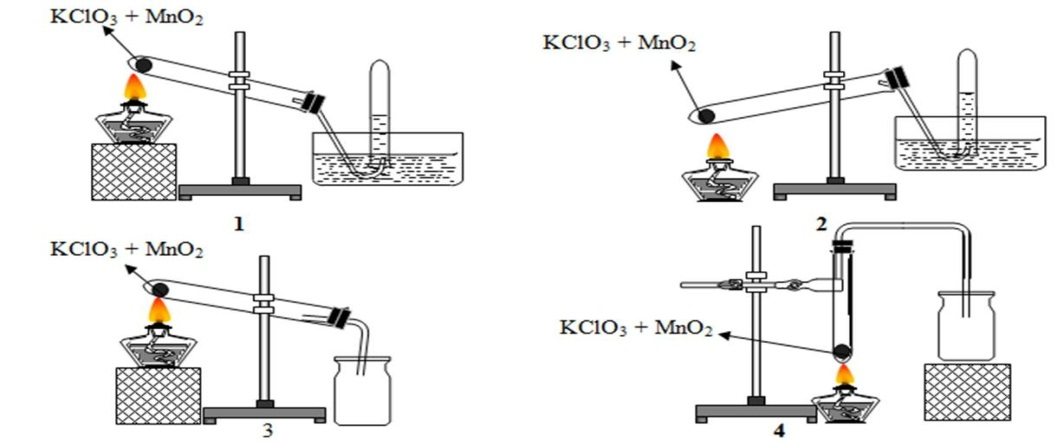 KClO₃ + MnO₂
KClO₃ + MnO₂
1
2
KClO₃ + MnO₂
KClO₃ + MnO₂
3
4